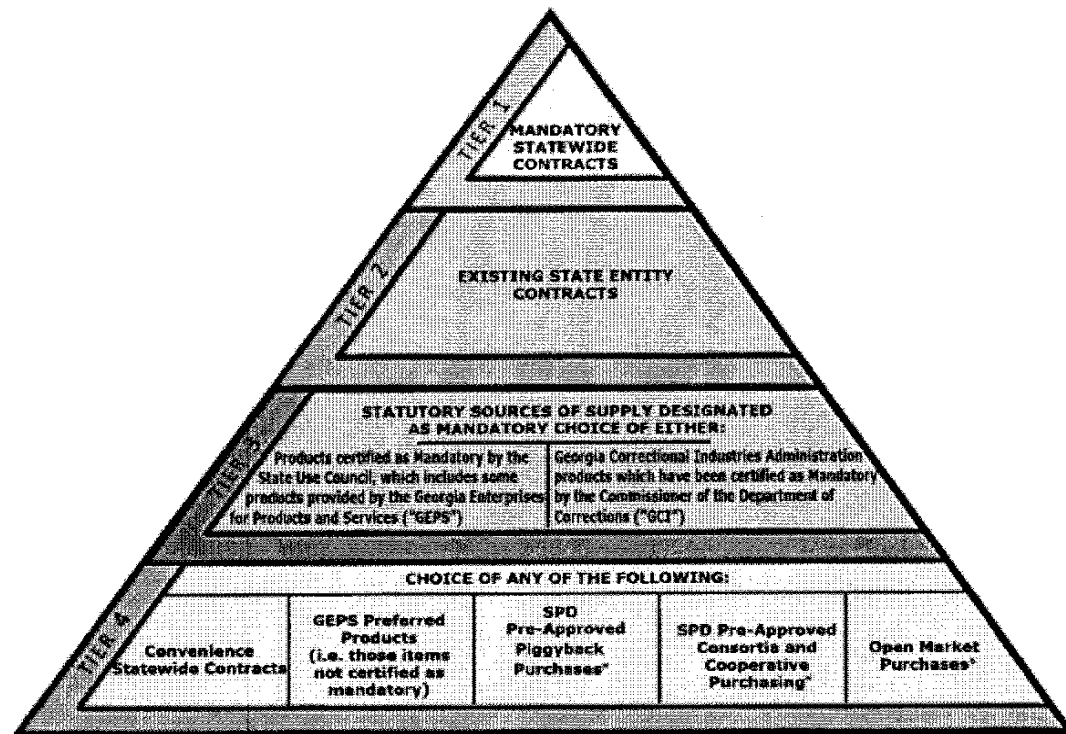 TIER 1
MANDATORY
STATEWIDE
CONTRACTS
TIER 2
EXISTING STATE ENTITY
CONTRACTS
TIER 3
STATUTORY SOURCES OF SUPPLY DESIGNATED
AS MANDATORY CHOICE OF EITHER:
Products certified as Mandatory by the
State Use Council, which includes some
products provided by the Georgia Enterprises
for Products and Services ("GEPS")
Georgia Correctional Industries Administration
products which have been certified as Mandatory
by the Commissioner of the Department of
Corrections ("GCI")
TIER 4
CHOICE OF ANY OF THE FOLLOWING:
Convenience
Statewide Contracts
GEPS Preferred
Products
(i.e. those items
not certified as
mandatory)
SPD
Pre-Approved
Piggyback
Purchases*
SPD Pre-Approved
Consortia and
Cooperative
Purchasing*
Open Market
Purchases*